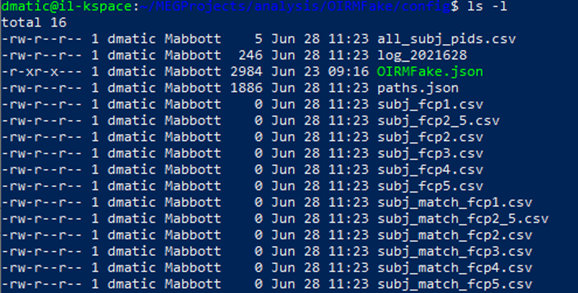 dmatic@il-kspace:~/MEGProjects/analysis/OIRMFake/config$ ls -l
total 16
-rw-r--r-- 1 dmatic Mabbott 5 Jun 28 11:23 all_subj_pids.csv
-rw-r--r-- 1 dmatic Mabbott 246 Jun 28 11:23 log_2021628
-r-xr-x--- 1 dmatic Mabbott 2984 Jun 23 09:16 OIRMFake.json
-rw-r--r-- 1 dmatic Mabbott 1886 Jun 28 11:23 paths.json
-rw-r--r-- 1 dmatic Mabbott 0 Jun 28 11:23 subj_fcp1.csv
-rw-r--r-- 1 dmatic Mabbott 0 Jun 28 11:23 subj_fcp2_5.csv
-rw-r--r-- 1 dmatic Mabbott 0 Jun 28 11:23 subj_fcp2.csv
-rw-r--r-- 1 dmatic Mabbott 0 Jun 28 11:23 subj_fcp3.csv
-rw-r--r-- 1 dmatic Mabbott 0 Jun 28 11:23 subj_fcp4.csv
-rw-r--r-- 1 dmatic Mabbott 0 Jun 28 11:23 subj_fcp5.csv
-rw-r--r-- 1 dmatic Mabbott 0 Jun 28 11:23 subj_match_fcp1.csv
-rw-r--r-- 1 dmatic Mabbott 0 Jun 28 11:23 subj_match_fcp2_5.csv
-rw-r--r-- 1 dmatic Mabbott 0 Jun 28 11:23 subj_match_fcp2.csv
-rw-r--r-- 1 dmatic Mabbott 0 Jun 28 11:23 subj_match_fcp3.csv
-rw-r--r-- 1 dmatic Mabbott 0 Jun 28 11:23 subj_match_fcp4.csv
-rw-r--r-- 1 dmatic Mabbott 0 Jun 28 11:23 subj_match_fcp5.csv